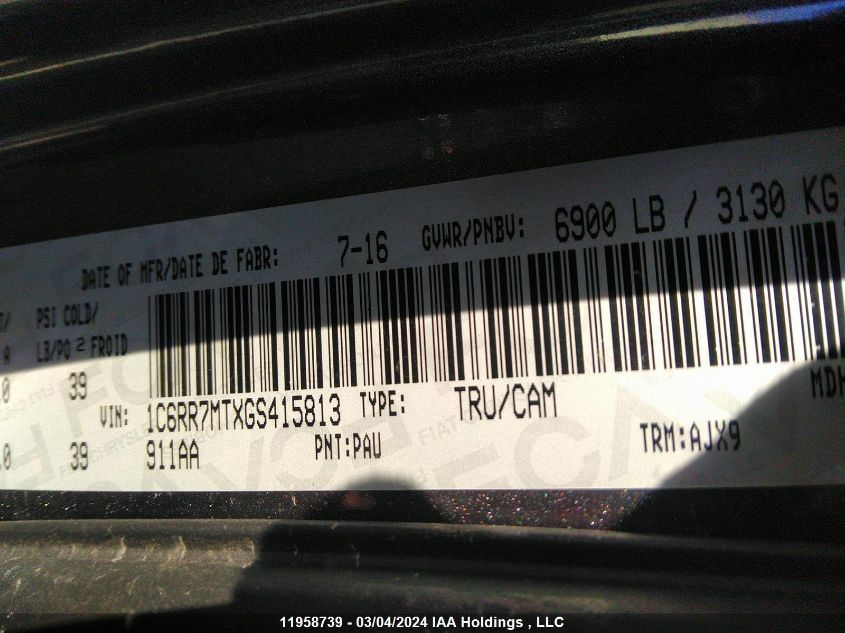 DATE OF MFR/DATE DE FABR: 7-16 GVWR/PNBV: 6900 LB / 3130 KG
PSI COLD/
LB/PO 2 FROID
39
VIN: 1C6RR7MTXGS415813 TYPE: TRU/CAM MDH
39 911AA PNT:PAU TRM:AJX9
11958739 - 03/04/2024 IAA Holdings , LLC